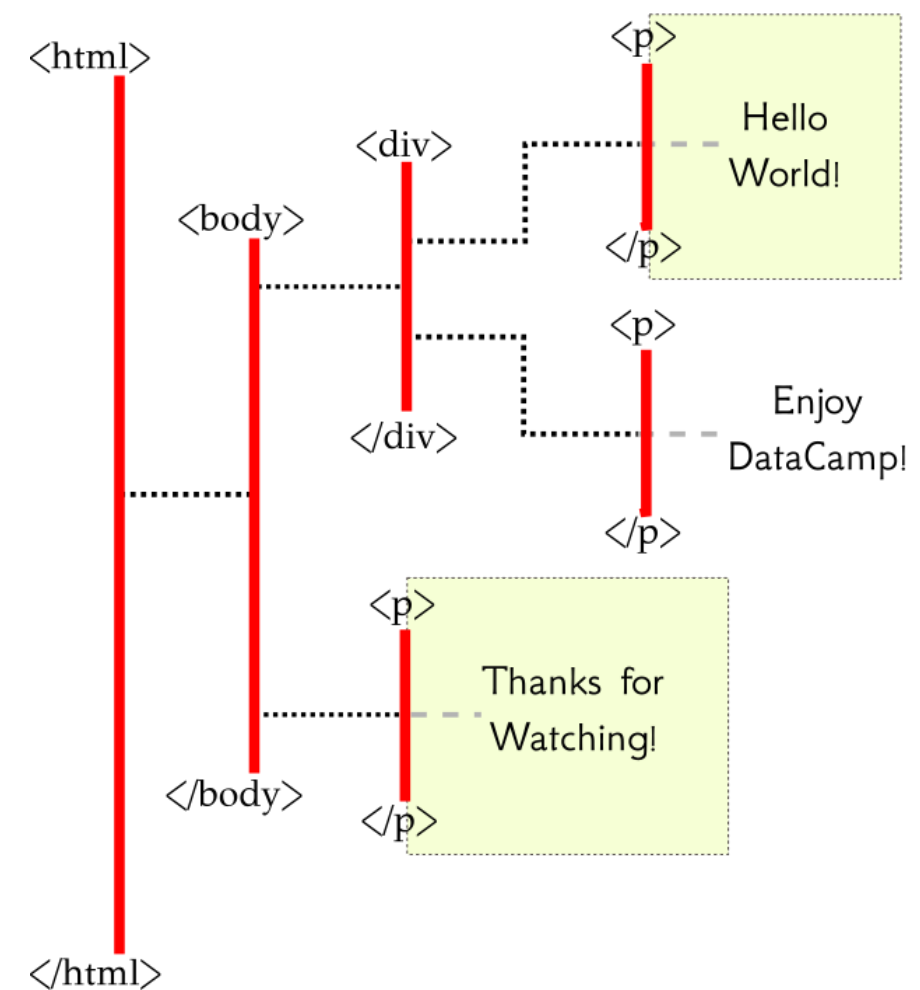 <html>
<body>
<div>
<p>
Hello
World!
</p>
<p>
Enjoy
DataCamp!
</p>
</div>
<p>
Thanks for
Watching!
</p>
</body>
</html>